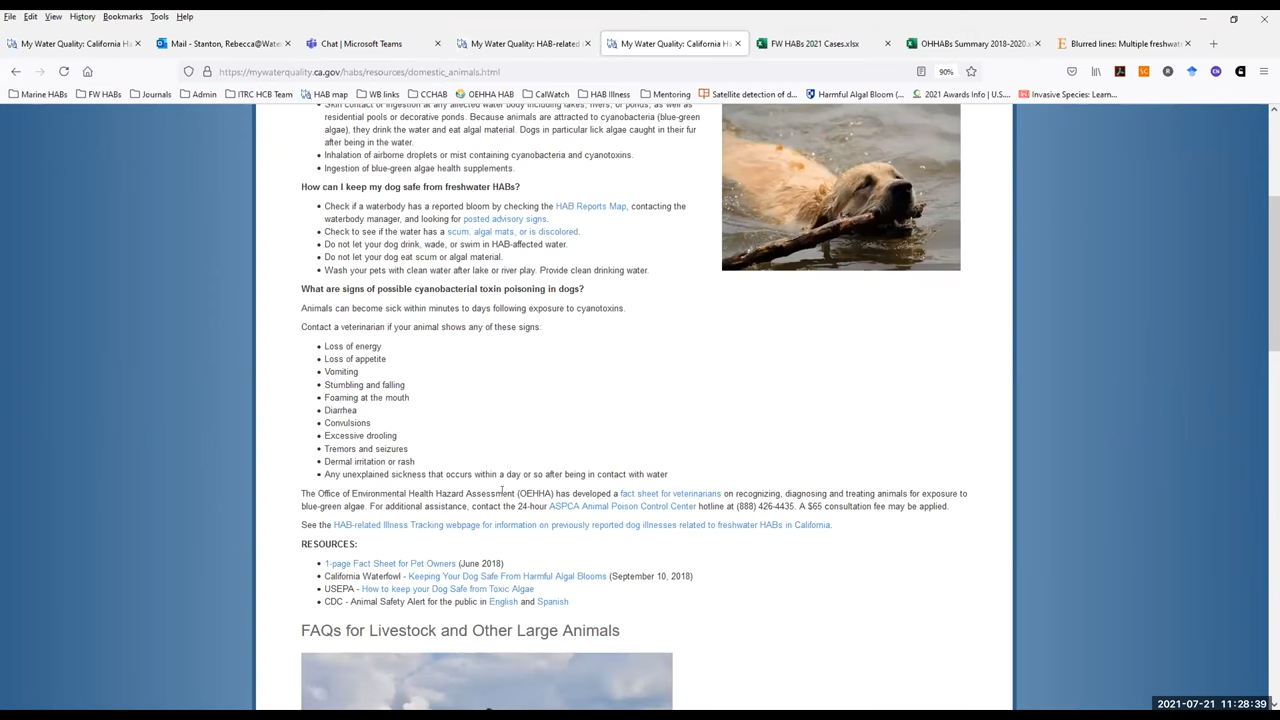 File Edit View History Bookmarks Tools Help
My Water Quality: California Ha
Mail - Stanton, Rebecca@Wate
Chat | Microsoft Teams
My Water Quality: HAB-related
My Water Quality: California Ha
FW HABs 2021 Cases.xlsx
OHHABs Summary 2018-2020.x
Blurred lines: Multiple freshwat
https://mywaterquality.ca.gov/habs/resources/domestic_animals.html
90%
Marine HABs FW HABs Journals Admin ITRC HCB Team HAB map WB links CCHAB OEHHA HAB CalWatch HAB Illness Mentoring Satellite detection of d... Harmful Algal Bloom (... 2021 Awards Info | U.S.... Invasive Species: Learn...
Skin contact or ingestion at any affected water body including lakes, rivers, or ponds, as well as
residential pools or decorative ponds. Because animals are attracted to cyanobacteria (blue-green
algae), they drink the water and eat algal material. Dogs in particular lick algae caught in their fur
after being in the water.
• Inhalation of airborne droplets or mist containing cyanobacteria and cyanotoxins.
• Ingestion of blue-green algae health supplements.
How can I keep my dog safe from freshwater HABs?
• Check if a waterbody has a reported bloom by checking the HAB Reports Map, contacting the
waterbody manager, and looking for posted advisory signs.
• Check to see if the water has a scum, algal mats, or is discolored.
• Do not let your dog drink, wade, or swim in HAB-affected water.
• Do not let your dog eat scum or algal material.
• Wash your pets with clean water after lake or river play. Provide clean drinking water.
What are signs of possible cyanobacterial toxin poisoning in dogs?
Animals can become sick within minutes to days following exposure to cyanotoxins.
Contact a veterinarian if your animal shows any of these signs:
• Loss of energy
• Loss of appetite
• Vomiting
• Stumbling and falling
• Foaming at the mouth
• Diarrhea
• Convulsions
• Excessive drooling
• Tremors and seizures
• Dermal irritation or rash
• Any unexplained sickness that occurs within a day or so after being in contact with water
The Office of Environmental Health Hazard Assessment (OEHHA) has developed a fact sheet for veterinarians on recognizing, diagnosing and treating animals for exposure to
blue-green algae. For additional assistance, contact the 24-hour ASPCA Animal Poison Control Center hotline at (888) 426-4435. A $65 consultation fee may be applied.
See the HAB-related Illness Tracking webpage for information on previously reported dog illnesses related to freshwater HABs in California.
RESOURCES:
• 1-page Fact Sheet for Pet Owners (June 2018)
• California Waterfowl - Keeping Your Dog Safe From Harmful Algal Blooms (September 10, 2018)
• USEPA - How to keep your Dog Safe from Toxic Algae
• CDC - Animal Safety Alert for the public in English and Spanish
FAQs for Livestock and Other Large Animals
2021-07-21 11:28:39